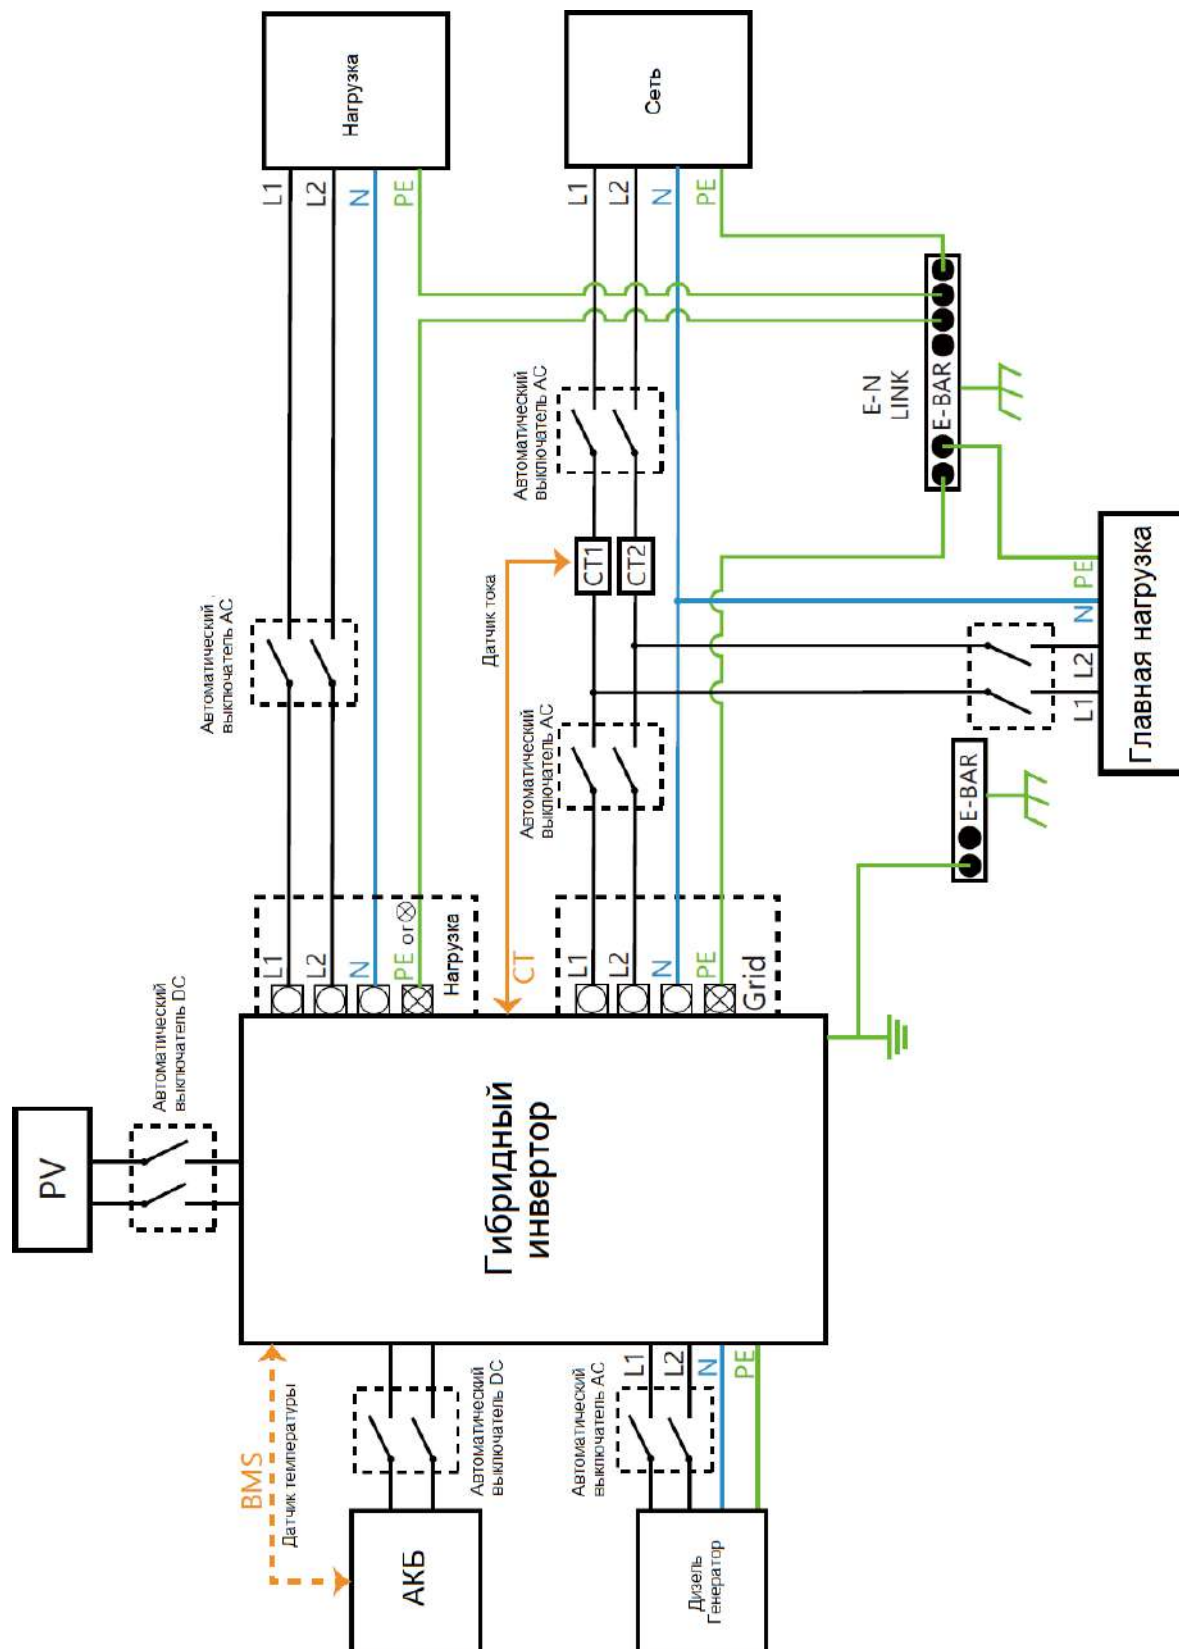 Нагрузка
Сеть
L1
L2
N
PE
L1
L2
N
PE
Автоматический
выключатель AC
E-N
LINK
E-BAR
Датчик тока
CT1
CT2
Автоматический
выключатель AC
Автоматический
выключатель AC
Главная нагрузка
L1
L2
N
PE
E-BAR
L1
L2
N
PE or
Нагрузка
CT
L1
L2
N
PE
Grid
Автоматический
выключатель DC
PV
Гибридный
инвертор
BMS
Датчик температуры
Автоматический
выключатель DC
L1
L2
N
PE
Автоматический
выключатель AC
АКБ
Дизель
Генератор